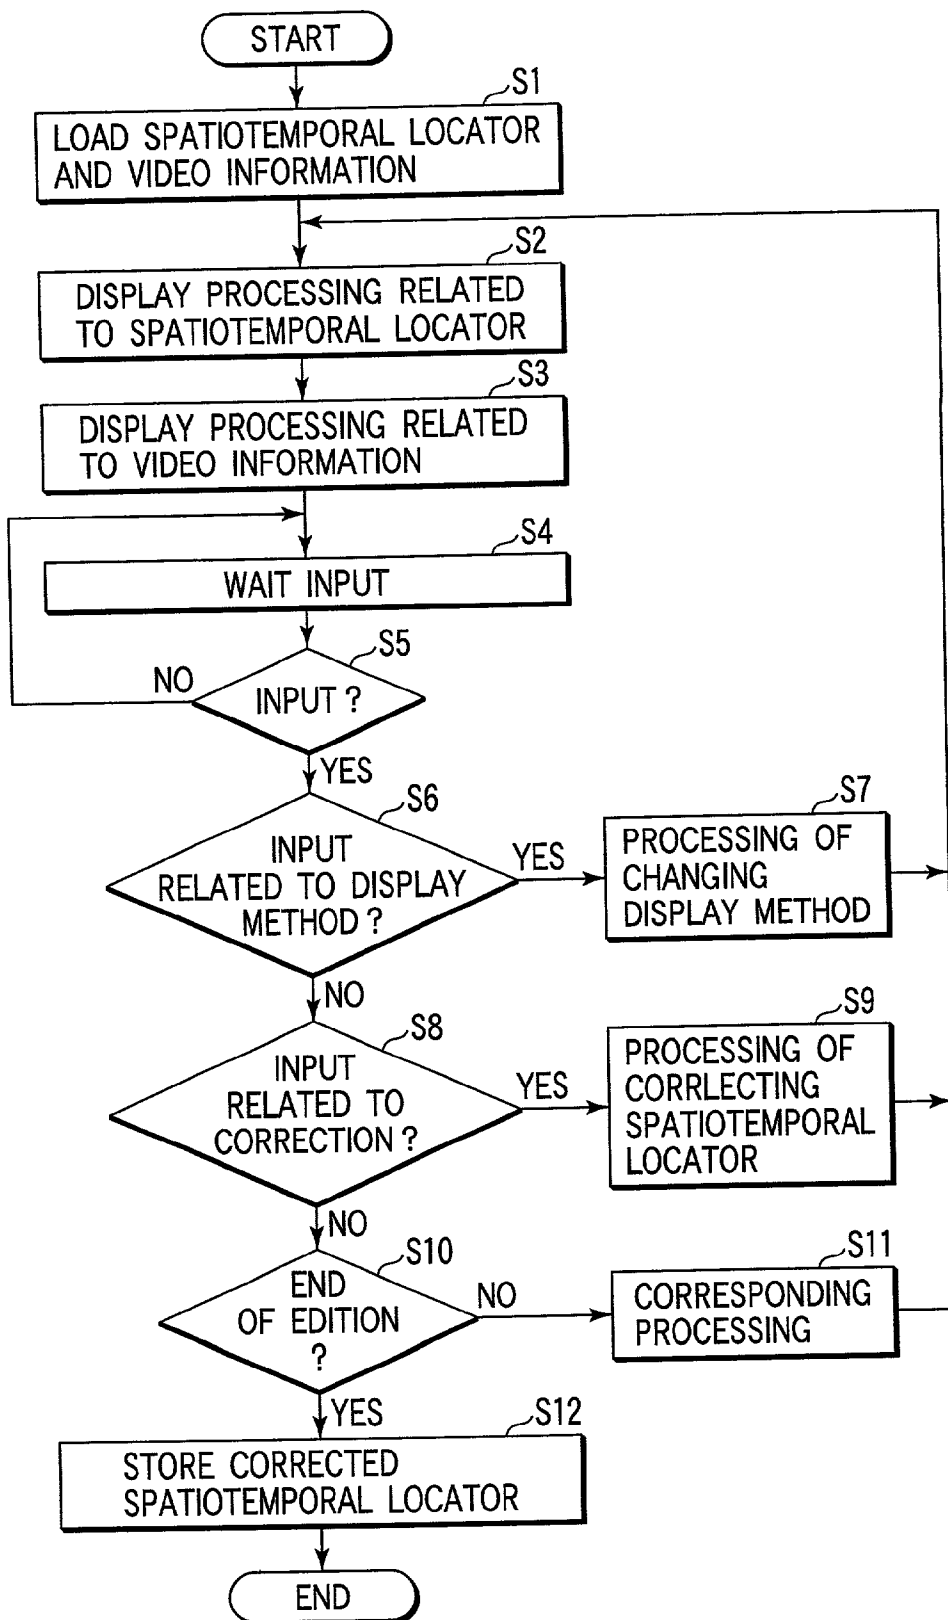 START
S1
LOAD SPATIOTEMPORAL LOCATOR
AND VIDEO INFORMATION
S2
DISPLAY PROCESSING RELATED
TO SPATIOTEMPORAL LOCATOR
S3
DISPLAY PROCESSING RELATED
TO VIDEO INFORMATION
S4
WAIT INPUT
S5
NO
INPUT ?
YES
S6
INPUT
RELATED TO DISPLAY
METHOD ?
YES
S7
PROCESSING OF
CHANGING
DISPLAY METHOD
NO
S8
INPUT
RELATED TO
CORRECTION ?
YES
S9
PROCESSING OF
CORRLECTING
SPATIOTEMPORAL
LOCATOR
NO
S10
END
OF EDITION
?
NO
S11
CORRESPONDING
PROCESSING
YES
S12
STORE CORRECTED
SPATIOTEMPORAL LOCATOR
END